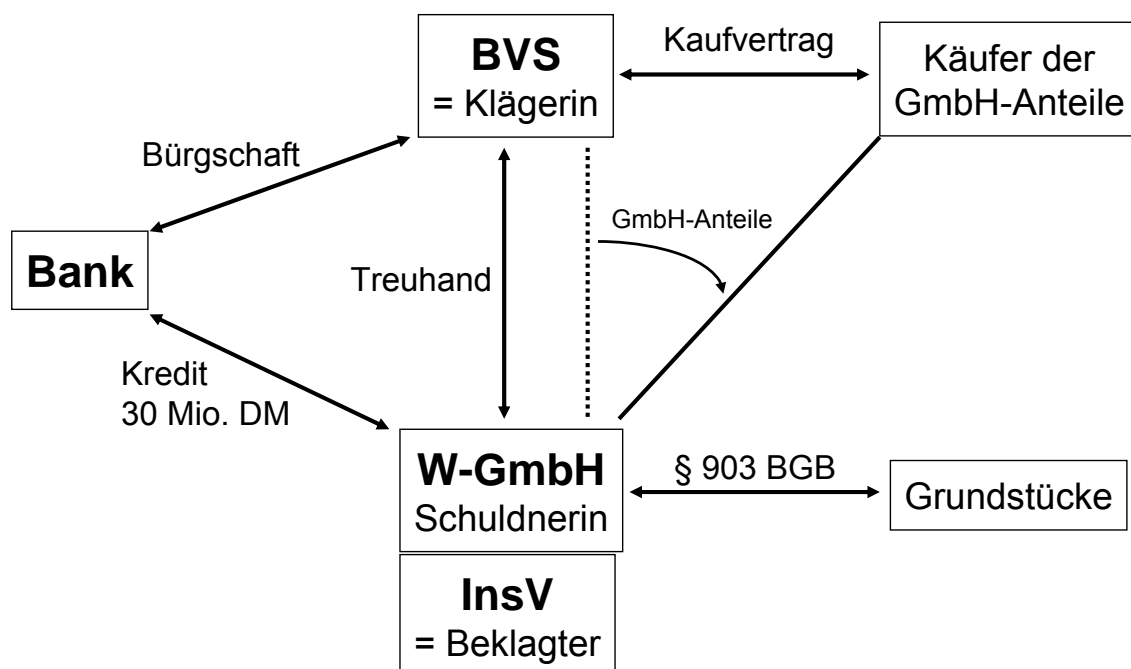 BVS
= Klägerin
Kaufvertrag
Käufer der
GmbH-Anteile
Bürgschaft
GmbH-Anteile
Bank
Treuhand
Kredit
30 Mio. DM
W-GmbH
Schuldnerin
§ 903 BGB
Grundstücke
InsV
= Beklagter